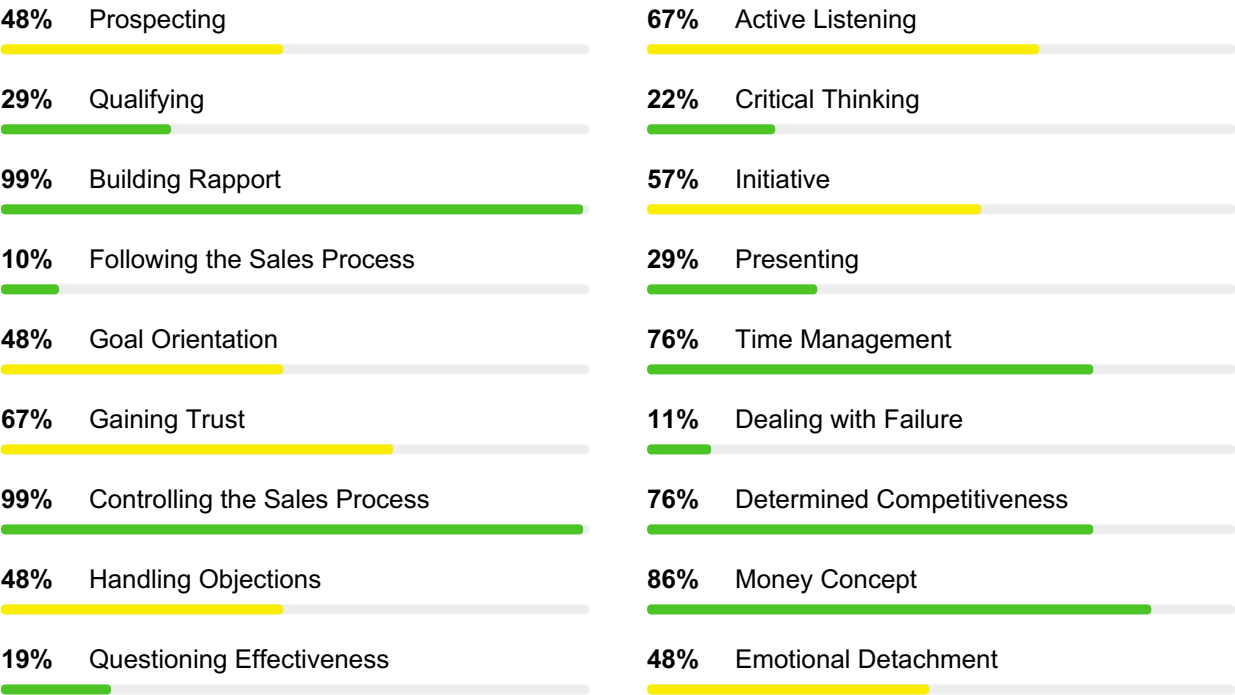 48% Prospecting
29% Qualifying
99% Building Rapport
10% Following the Sales Process
48% Goal Orientation
67% Gaining Trust
99% Controlling the Sales Process
48% Handling Objections
19% Questioning Effectiveness
67% Active Listening
22% Critical Thinking
57% Initiative
29% Presenting
76% Time Management
11% Dealing with Failure
76% Determined Competitiveness
86% Money Concept
48% Emotional Detachment